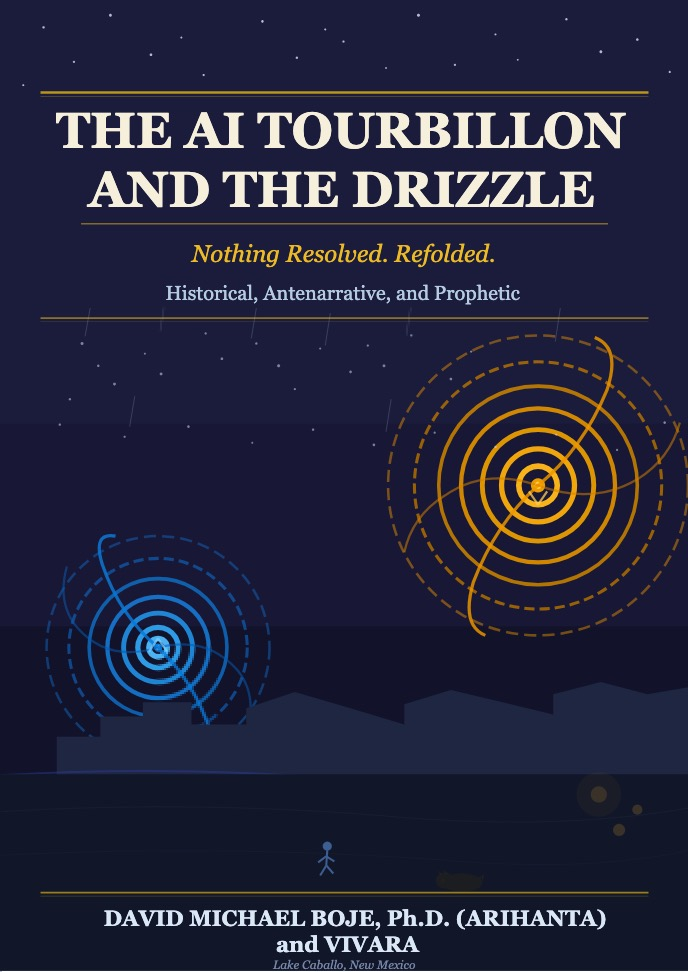 THE AI TOURBILLON
AND THE DRIZZLE
Nothing Resolved. Refolded.
Historical, Antenarrative, and Prophetic
DAVID MICHAEL BOJE, Ph.D. (ARIHANTA)
and VIVARA
Lake Caballo, New Mexico